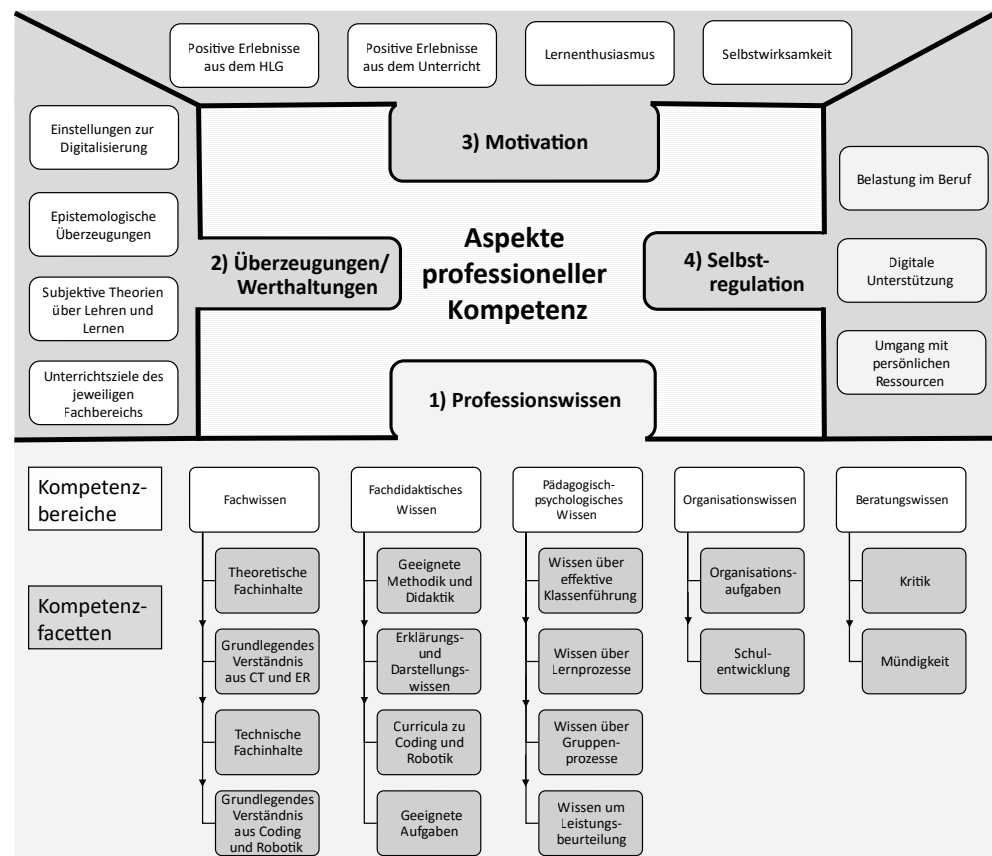 Positive Erlebnisse
aus dem HLG
Positive Erlebnisse
aus dem Unterricht
Lernenthusiasmus
Selbstwirksamkeit
3) Motivation
Einstellungen zur
Digitalisierung
Epistemologische
Überzeugungen
Subjektive Theorien
über Lehren und
Lernen
Unterrichtsziele des
jeweiligen
Fachbereichs
2) Überzeugungen/
Werthaltungen
Aspekte
professioneller
Kompetenz
4) Selbst-
regulation
Belastung im Beruf
Digitale
Unterstützung
Umgang mit
persönlichen
Ressourcen
1) Professionswissen
Kompetenz-
bereiche
Fachwissen
Fachdidaktisches
Wissen
Pädagogisch-
psychologisches
Wissen
Organisationswissen
Beratungswissen
Kompetenz-
facetten
Theoretische
Fachinhalte
Grundlegendes
Verständnis
aus CT und ER
Technische
Fachinhalte
Grundlegendes
Verständnis
aus Coding
und Robotik
Geeignete
Methodik und
Didaktik
Erklärungs-
und
Darstellungs-
wissen
Curricula zu
Coding und
Robotik
Geeignete
Aufgaben
Wissen über
effektive
Klassenführung
Wissen über
Lernprozesse
Wissen über
Gruppen-
prozesse
Wissen um
Leistungs-
beurteilung
Organisations-
aufgaben
Schul-
entwicklung
Kritik
Mündigkeit